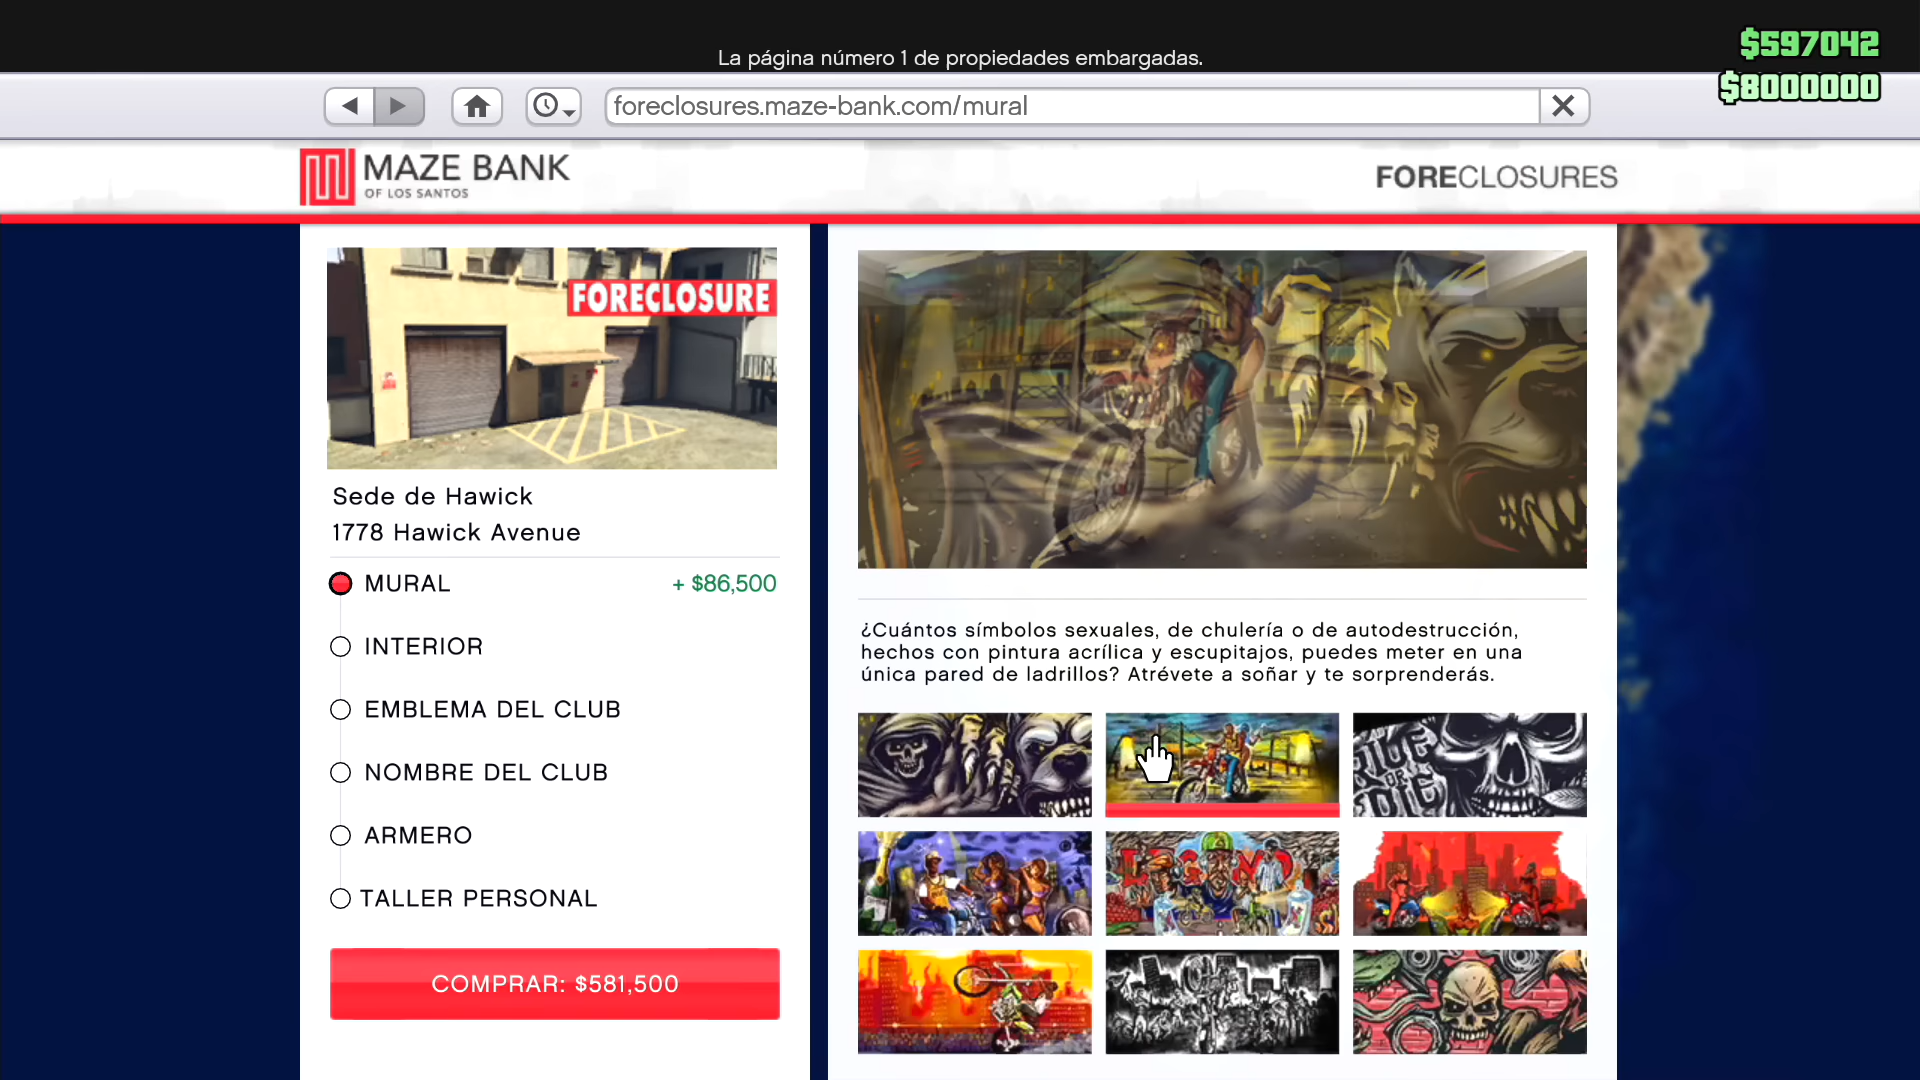 La página número 1 de propiedades embargadas.
$597042
$8000000
foreclosures.maze-bank.com/mural
MAZE BANK
OF LOS SANTOS
FORECLOSURES
FORECLOSURE
Sede de Hawick
1778 Hawick Avenue
MURAL + $86,500
INTERIOR
EMBLEMA DEL CLUB
NOMBRE DEL CLUB
ARMERO
TALLER PERSONAL
COMPRAR: $581,500
¿Cuántos símbolos sexuales, de chulería o de autodestrucción,
hechos con pintura acrílica y escupitajos, puedes meter en una
única pared de ladrillos? Atrévete a soñar y te sorprenderás.
OR
DIE